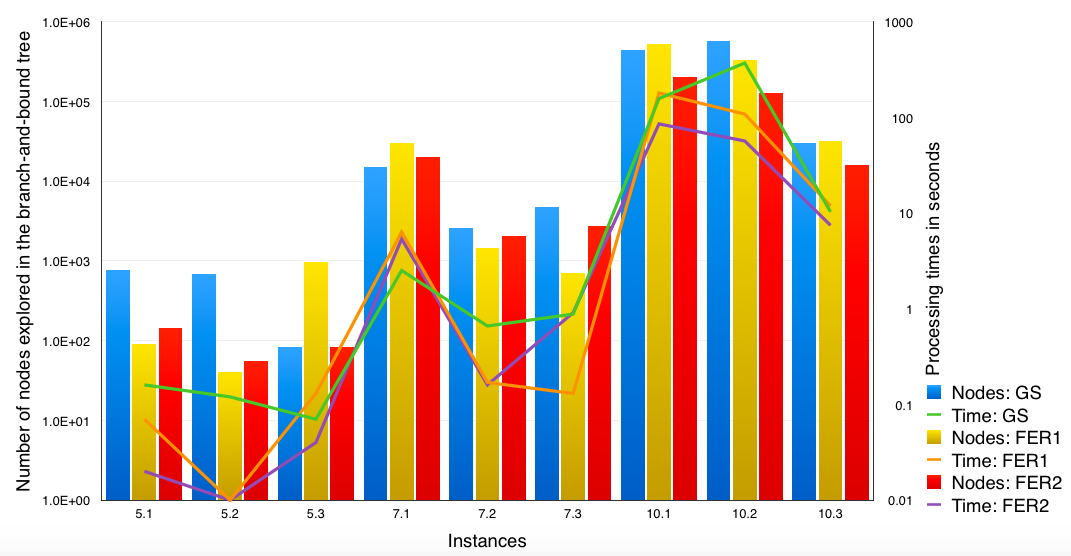 Number of nodes explored in the branch-and-bound tree
1.0E+06
1.0E+05
1.0E+04
1.0E+03
1.0E+02
1.0E+01
1.0E+00
5.1 5.2 5.3 7.1 7.2 7.3 10.1 10.2 10.3
Instances
1000
100
10
1
0.1
0.01
Processing times in seconds
Nodes: GS
Time: GS
Nodes: FER1
Time: FER1
Nodes: FER2
Time: FER2